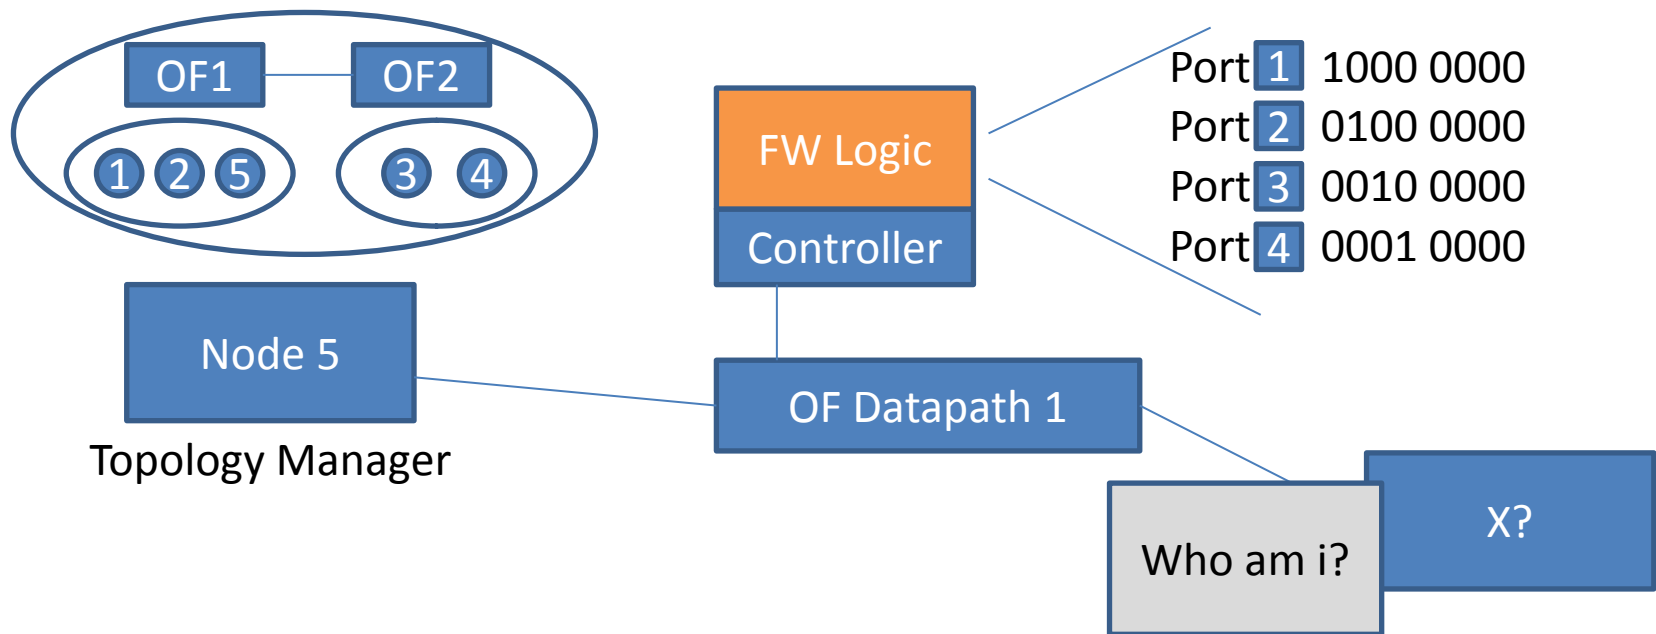 OF1
OF2
1 2 5
3 4
FW Logic
Controller
Port 1 1000 0000
Port 2 0100 0000
Port 3 0010 0000
Port 4 0001 0000
Node 5
Topology Manager
OF Datapath 1
Who am i?
X?